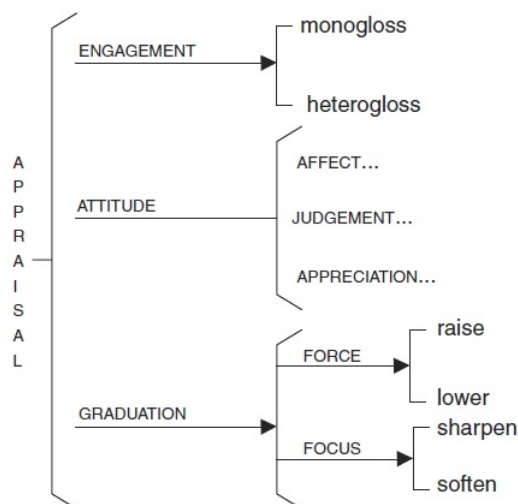 APPRAISAL
ENGAGEMENT
monogloss
heterogloss
ATTITUDE
AFFECT...
JUDGEMENT...
APPRECIATION...
GRADUATION
FORCE
raise
lower
FOCUS
sharpen
soften